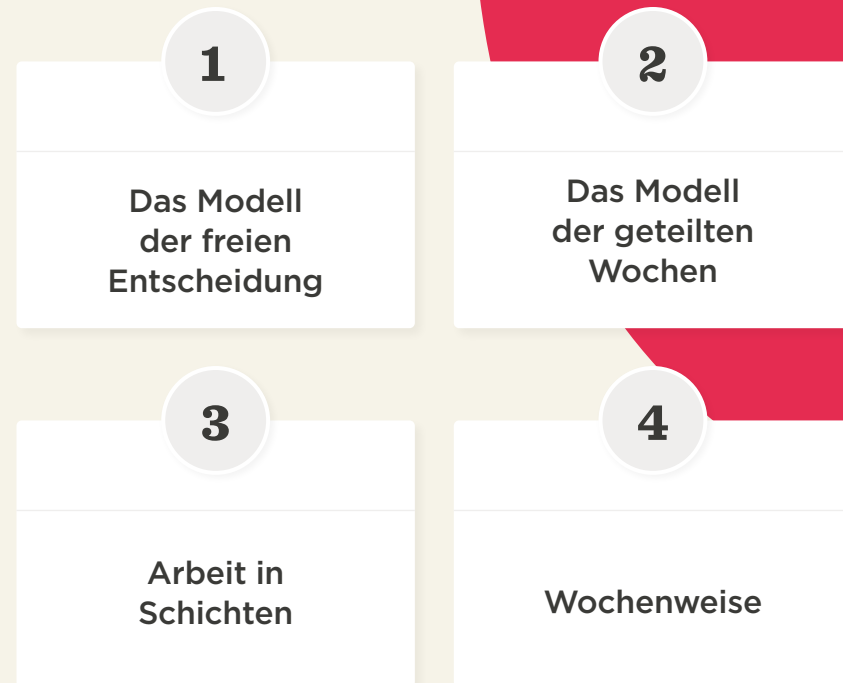 1
Das Modell
der freien
Entscheidung
2
Das Modell
der geteilten
Wochen
3
Arbeit in
Schichten
4
Wochenweise